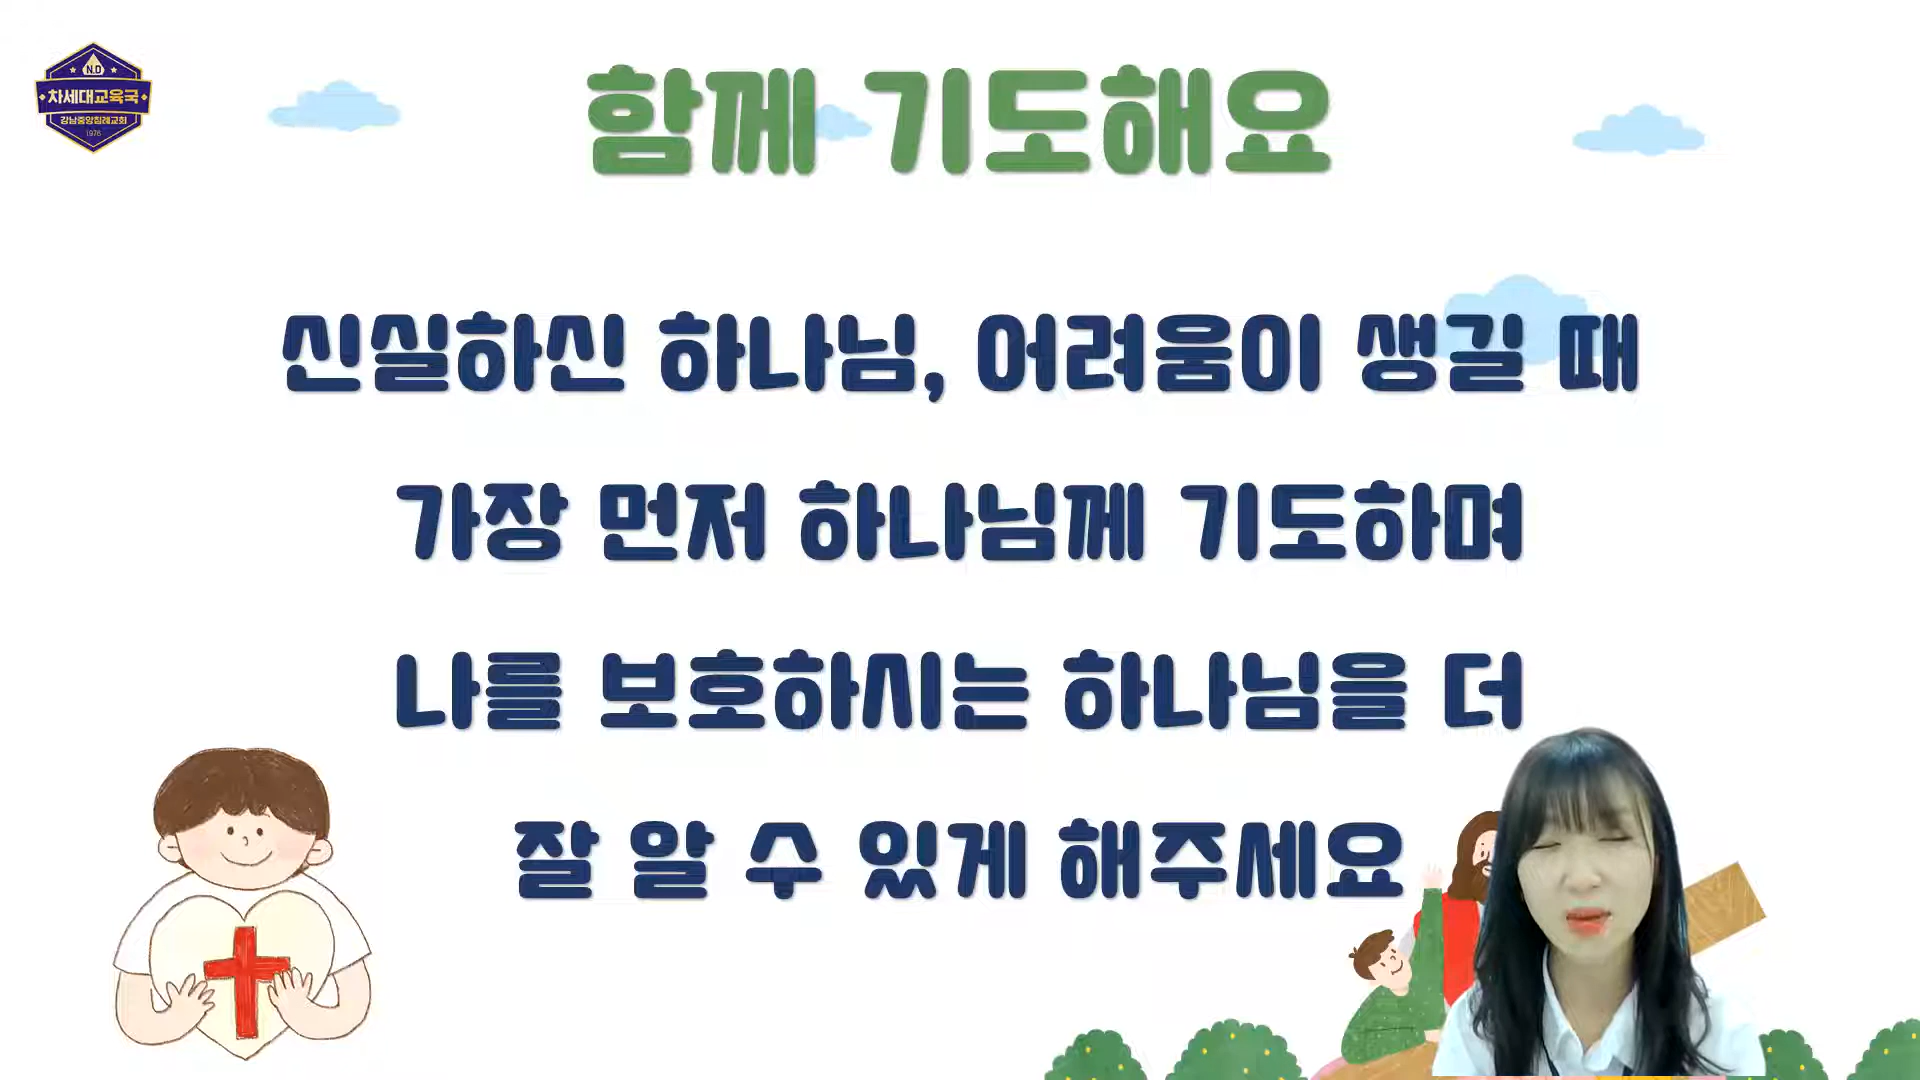 N.D
차세대교육국
강남중앙침례교회
1976
함께 기도해요
신실하신 하나님, 어려움이 생길 때
가장 먼저 하나님께 기도하며
나를 보호하시는 하나님을 더
잘 알 수 있게 해주세요